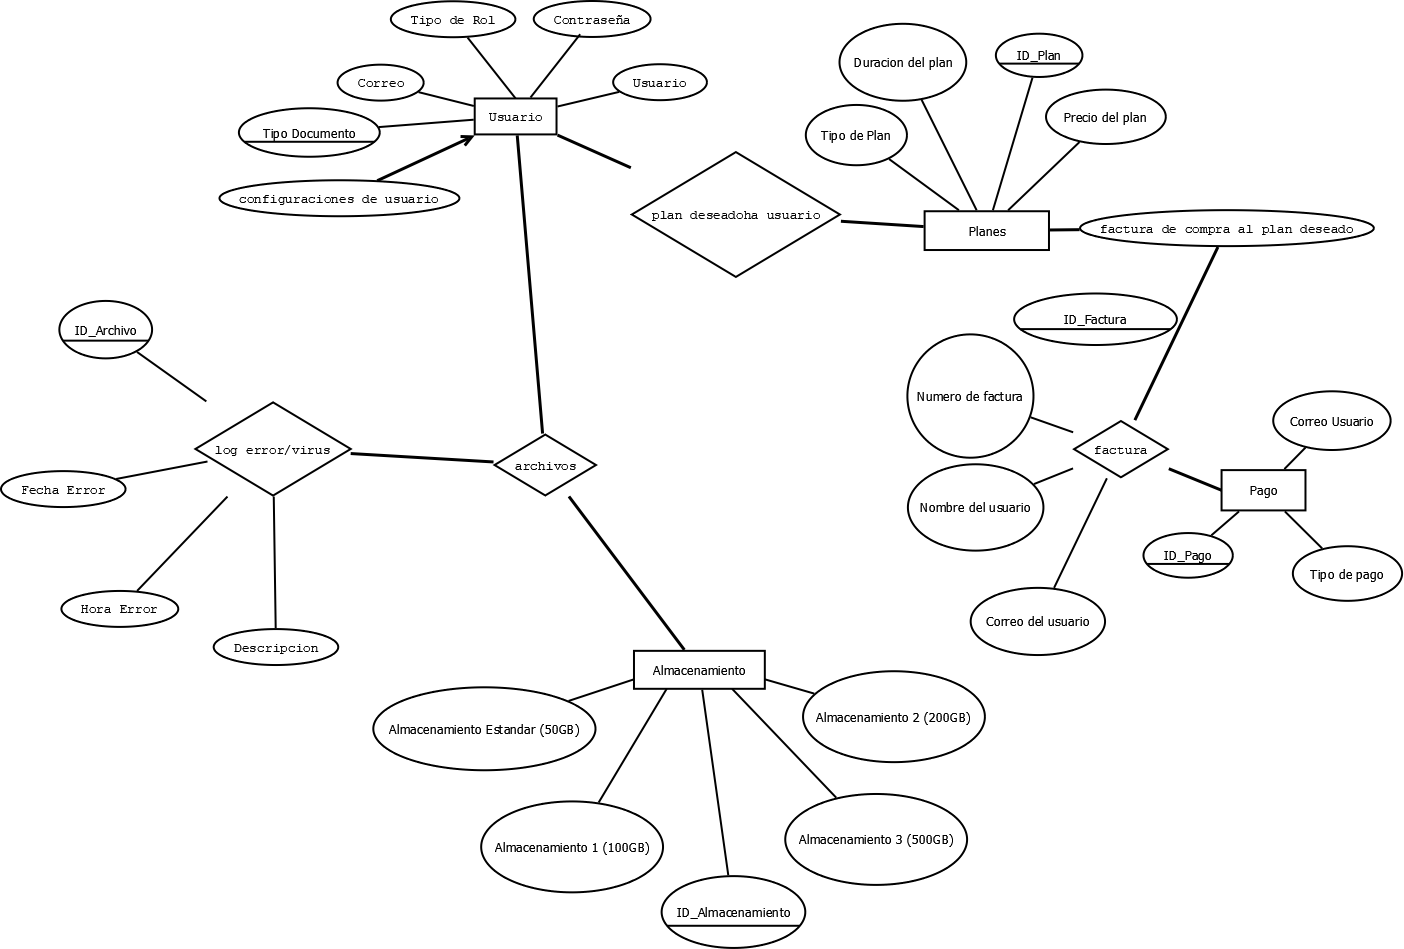 Tipo de Rol
Contraseña
Correo
Usuario
Tipo Documento
Usuario
configuraciones de usuario
plan deseadoha usuario
Duracion del plan
ID_Plan
Tipo de Plan
Precio del plan
Planes
factura de compra al plan deseado
ID_Archivo
log error/virus
Fecha Error
Hora Error
Descripcion
archivos
ID_Factura
Numero de factura
factura
Nombre del usuario
Correo del usuario
Correo Usuario
Pago
ID_Pago
Tipo de pago
Almacenamiento
Almacenamiento Estandar (50GB)
Almacenamiento 2 (200GB)
Almacenamiento 1 (100GB)
Almacenamiento 3 (500GB)
ID_Almacenamiento